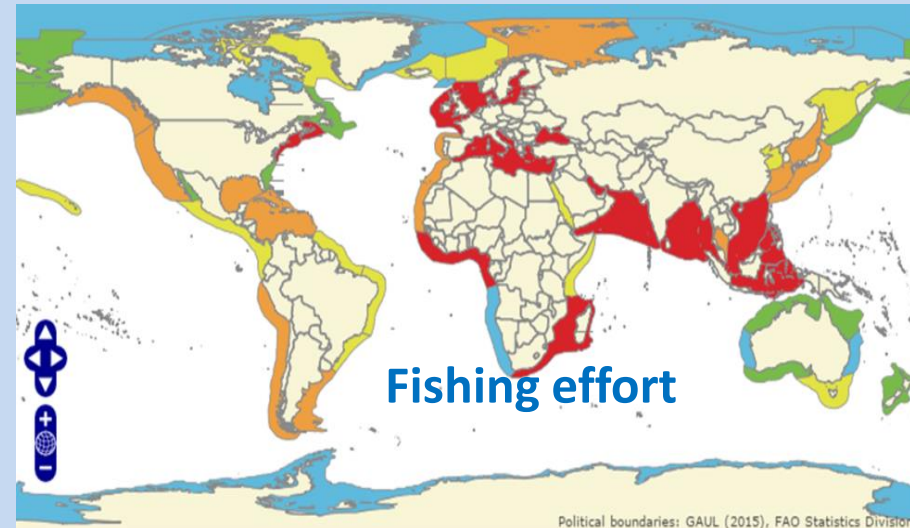 Fishing effort
Political boundaries: GAUL (2015), FAO Statistics Division